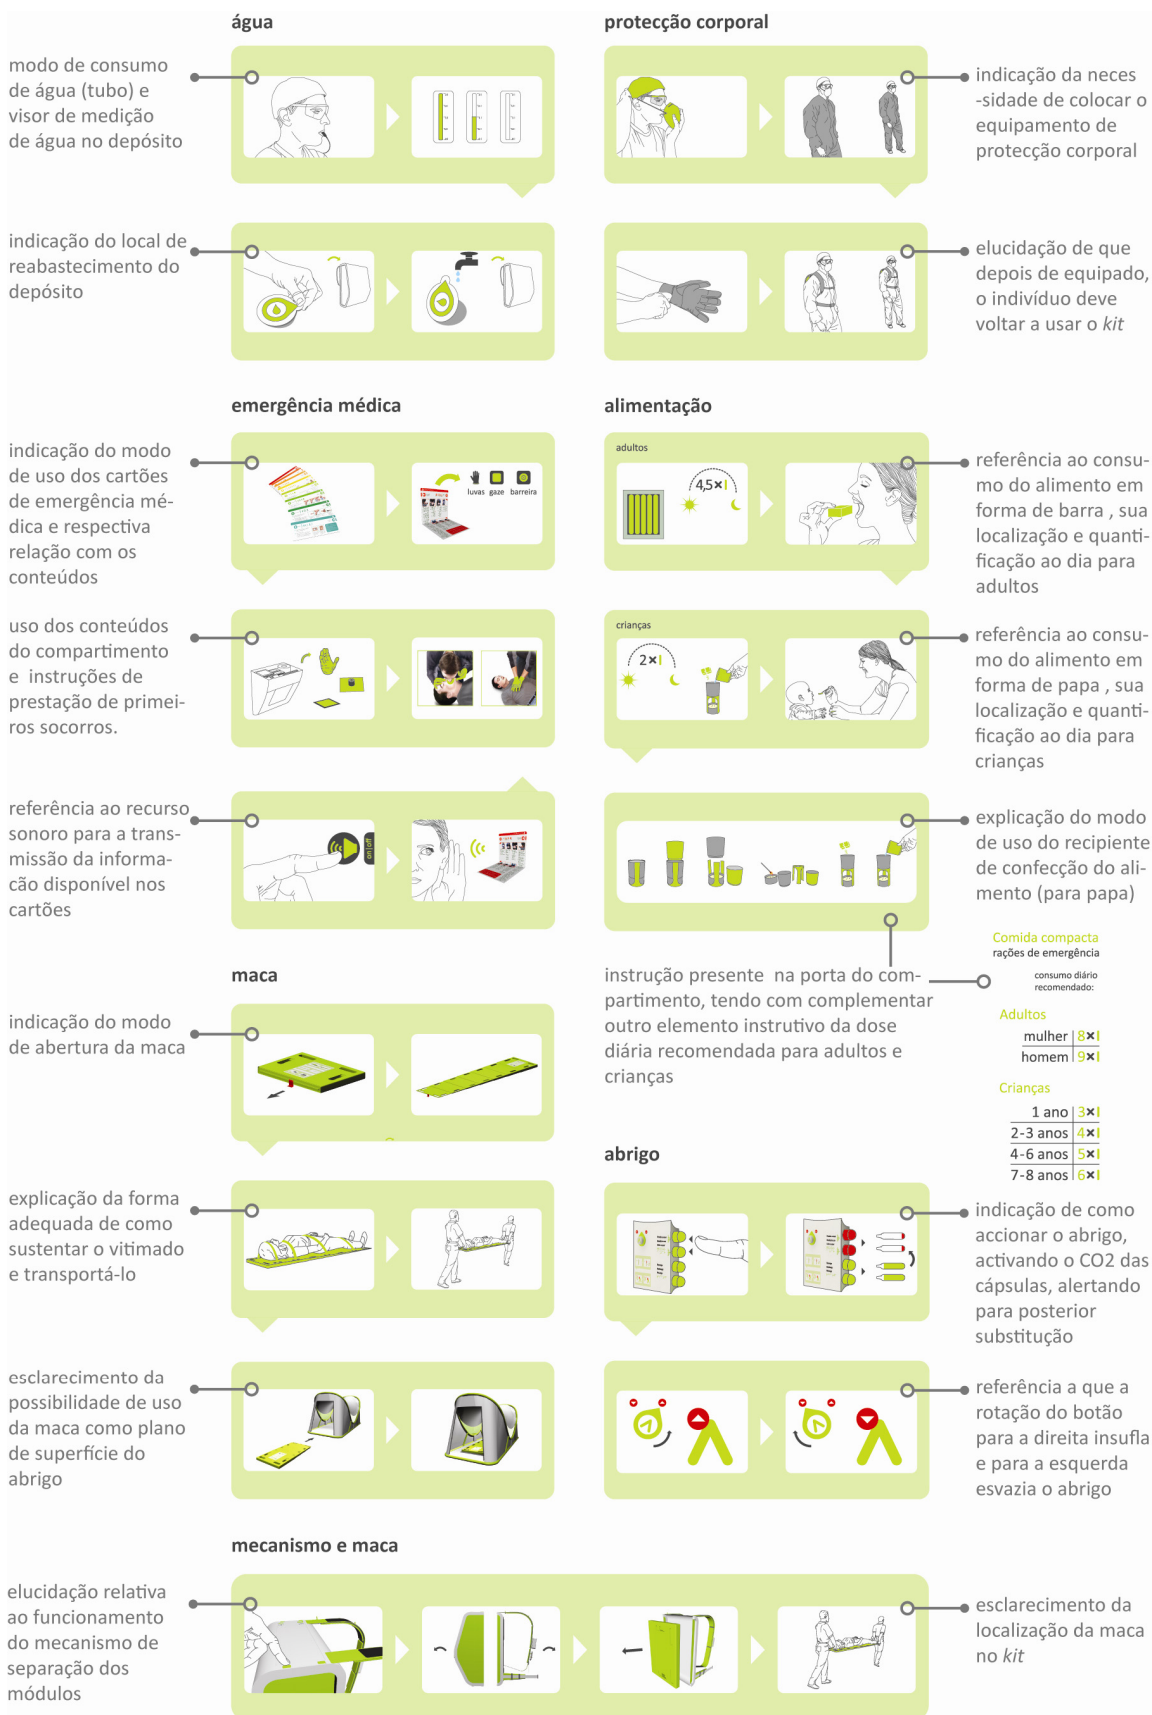 água
modo de consumo
de água (tubo) e
visor de medição
de água no depósito
indicação do local de
reabastecimento do
depósito
protecção corporal
indicação da neces
-sidade de colocar o
equipamento de
protecção corporal
elucidação de que
depois de equipado,
o indivíduo deve
voltar a usar o kit
emergência médica
indicação do modo
de uso dos cartões
de emergência mé-
dica e respectiva
relação com os
conteúdos
luvas gaze barreira
uso dos conteúdos
do compartimento
e instruções de
prestação de primei-
ros socorros.
referência ao recurso
sonoro para a trans-
missão da informa-
cão disponível nos
cartões
on|off
alimentação
adultos
4,5×
referência ao consu-
mo do alimento em
forma de barra , sua
localização e quanti-
ficação ao dia para
adultos
crianças
2×
referência ao consu-
mo do alimento em
forma de papa , sua
localização e quanti-
ficação ao dia para
crianças
explicação do modo
de uso do recipiente
de confecção do ali-
mento (para papa)
instrução presente na porta do com-
partimento, tendo com complementar
outro elemento instrutivo da dose
diária recomendada para adultos e
crianças
Comida compacta
rações de emergência
consumo diário
recomendado:
Adultos
mulher 8×
homem 9×
Crianças
1 ano 3×
2-3 anos 4×
4-6 anos 5×
7-8 anos 6×
maca
indicação do modo
de abertura da maca
explicação da forma
adequada de como
sustentar o vitimado
e transportá-lo
esclarecimento da
possibilidade de uso
da maca como plano
de superfície do
abrigo
abrigo
indicação de como
accionar o abrigo,
activando o CO2 das
cápsulas, alertando
para posterior
substitução
referência a que a
rotação do botão
para a direita insufla
e para a esquerda
esvazia o abrigo
mecanismo e maca
elucidação relativa
ao funcionamento
do mecanismo de
separação dos
módulos
esclarecimento da
localização da maca
no kit